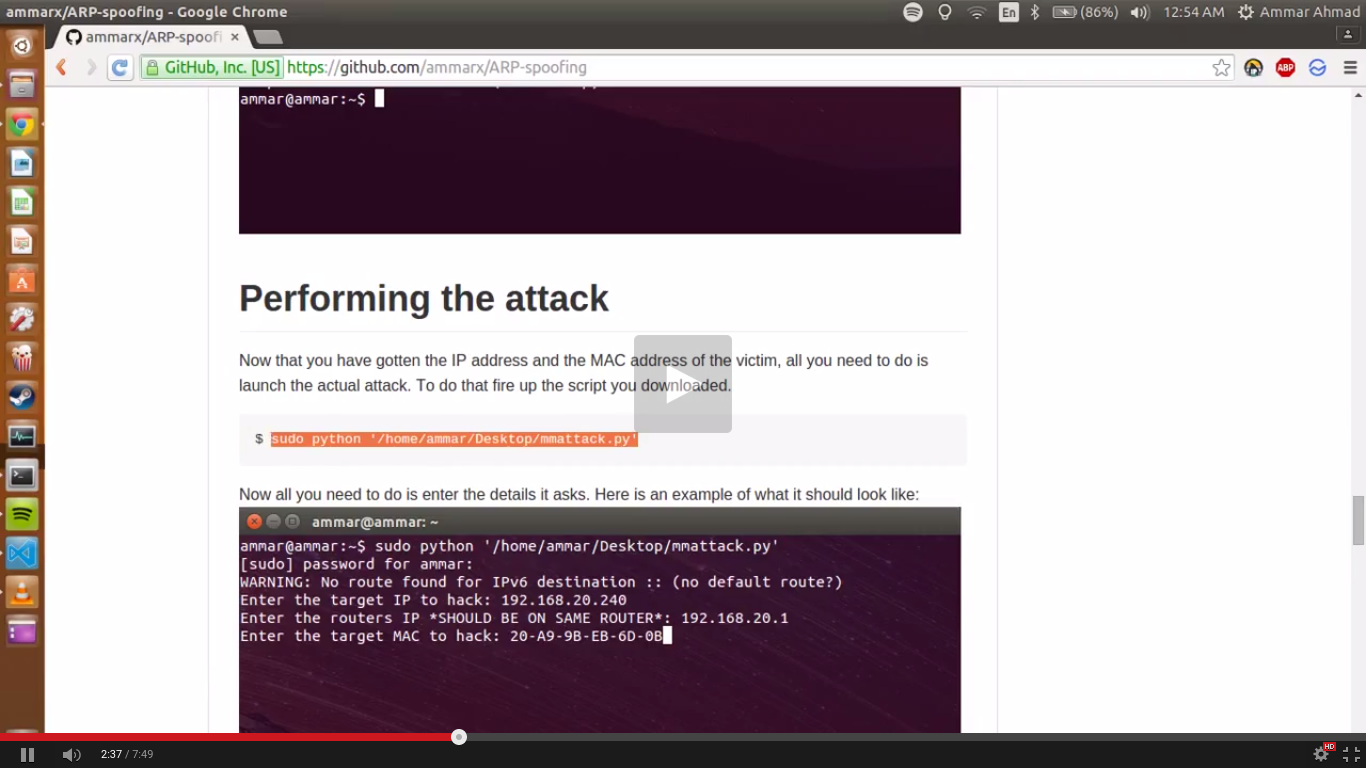 ammarx/ARP-spoofing - Google Chrome
En
(86%)
12:54 AM
Ammar Ahmad
ammarx/ARP-spoofi
GitHub, Inc. [US]
https://github.com/ammarx/ARP-spoofing
ABP
ammar@ammar:~$
Performing the attack
Now that you have gotten the IP address and the MAC address of the victim, all you need to do is
launch the actual attack. To do that fire up the script you downloaded.
$ sudo python '/home/ammar/Desktop/mmattack.py'
Now all you need to do is enter the details it asks. Here is an example of what it should look like:
ammar@ammar: ~
ammar@ammar:~$ sudo python '/home/ammar/Desktop/mmattack.py'
[sudo] password for ammar:
WARNING: No route found for IPv6 destination :: (no default route?)
Enter the target IP to hack: 192.168.20.240
Enter the routers IP *SHOULD BE ON SAME ROUTER*: 192.168.20.1
Enter the target MAC to hack: 20-A9-9B-EB-6D-0B
2:37 / 7:49
HD